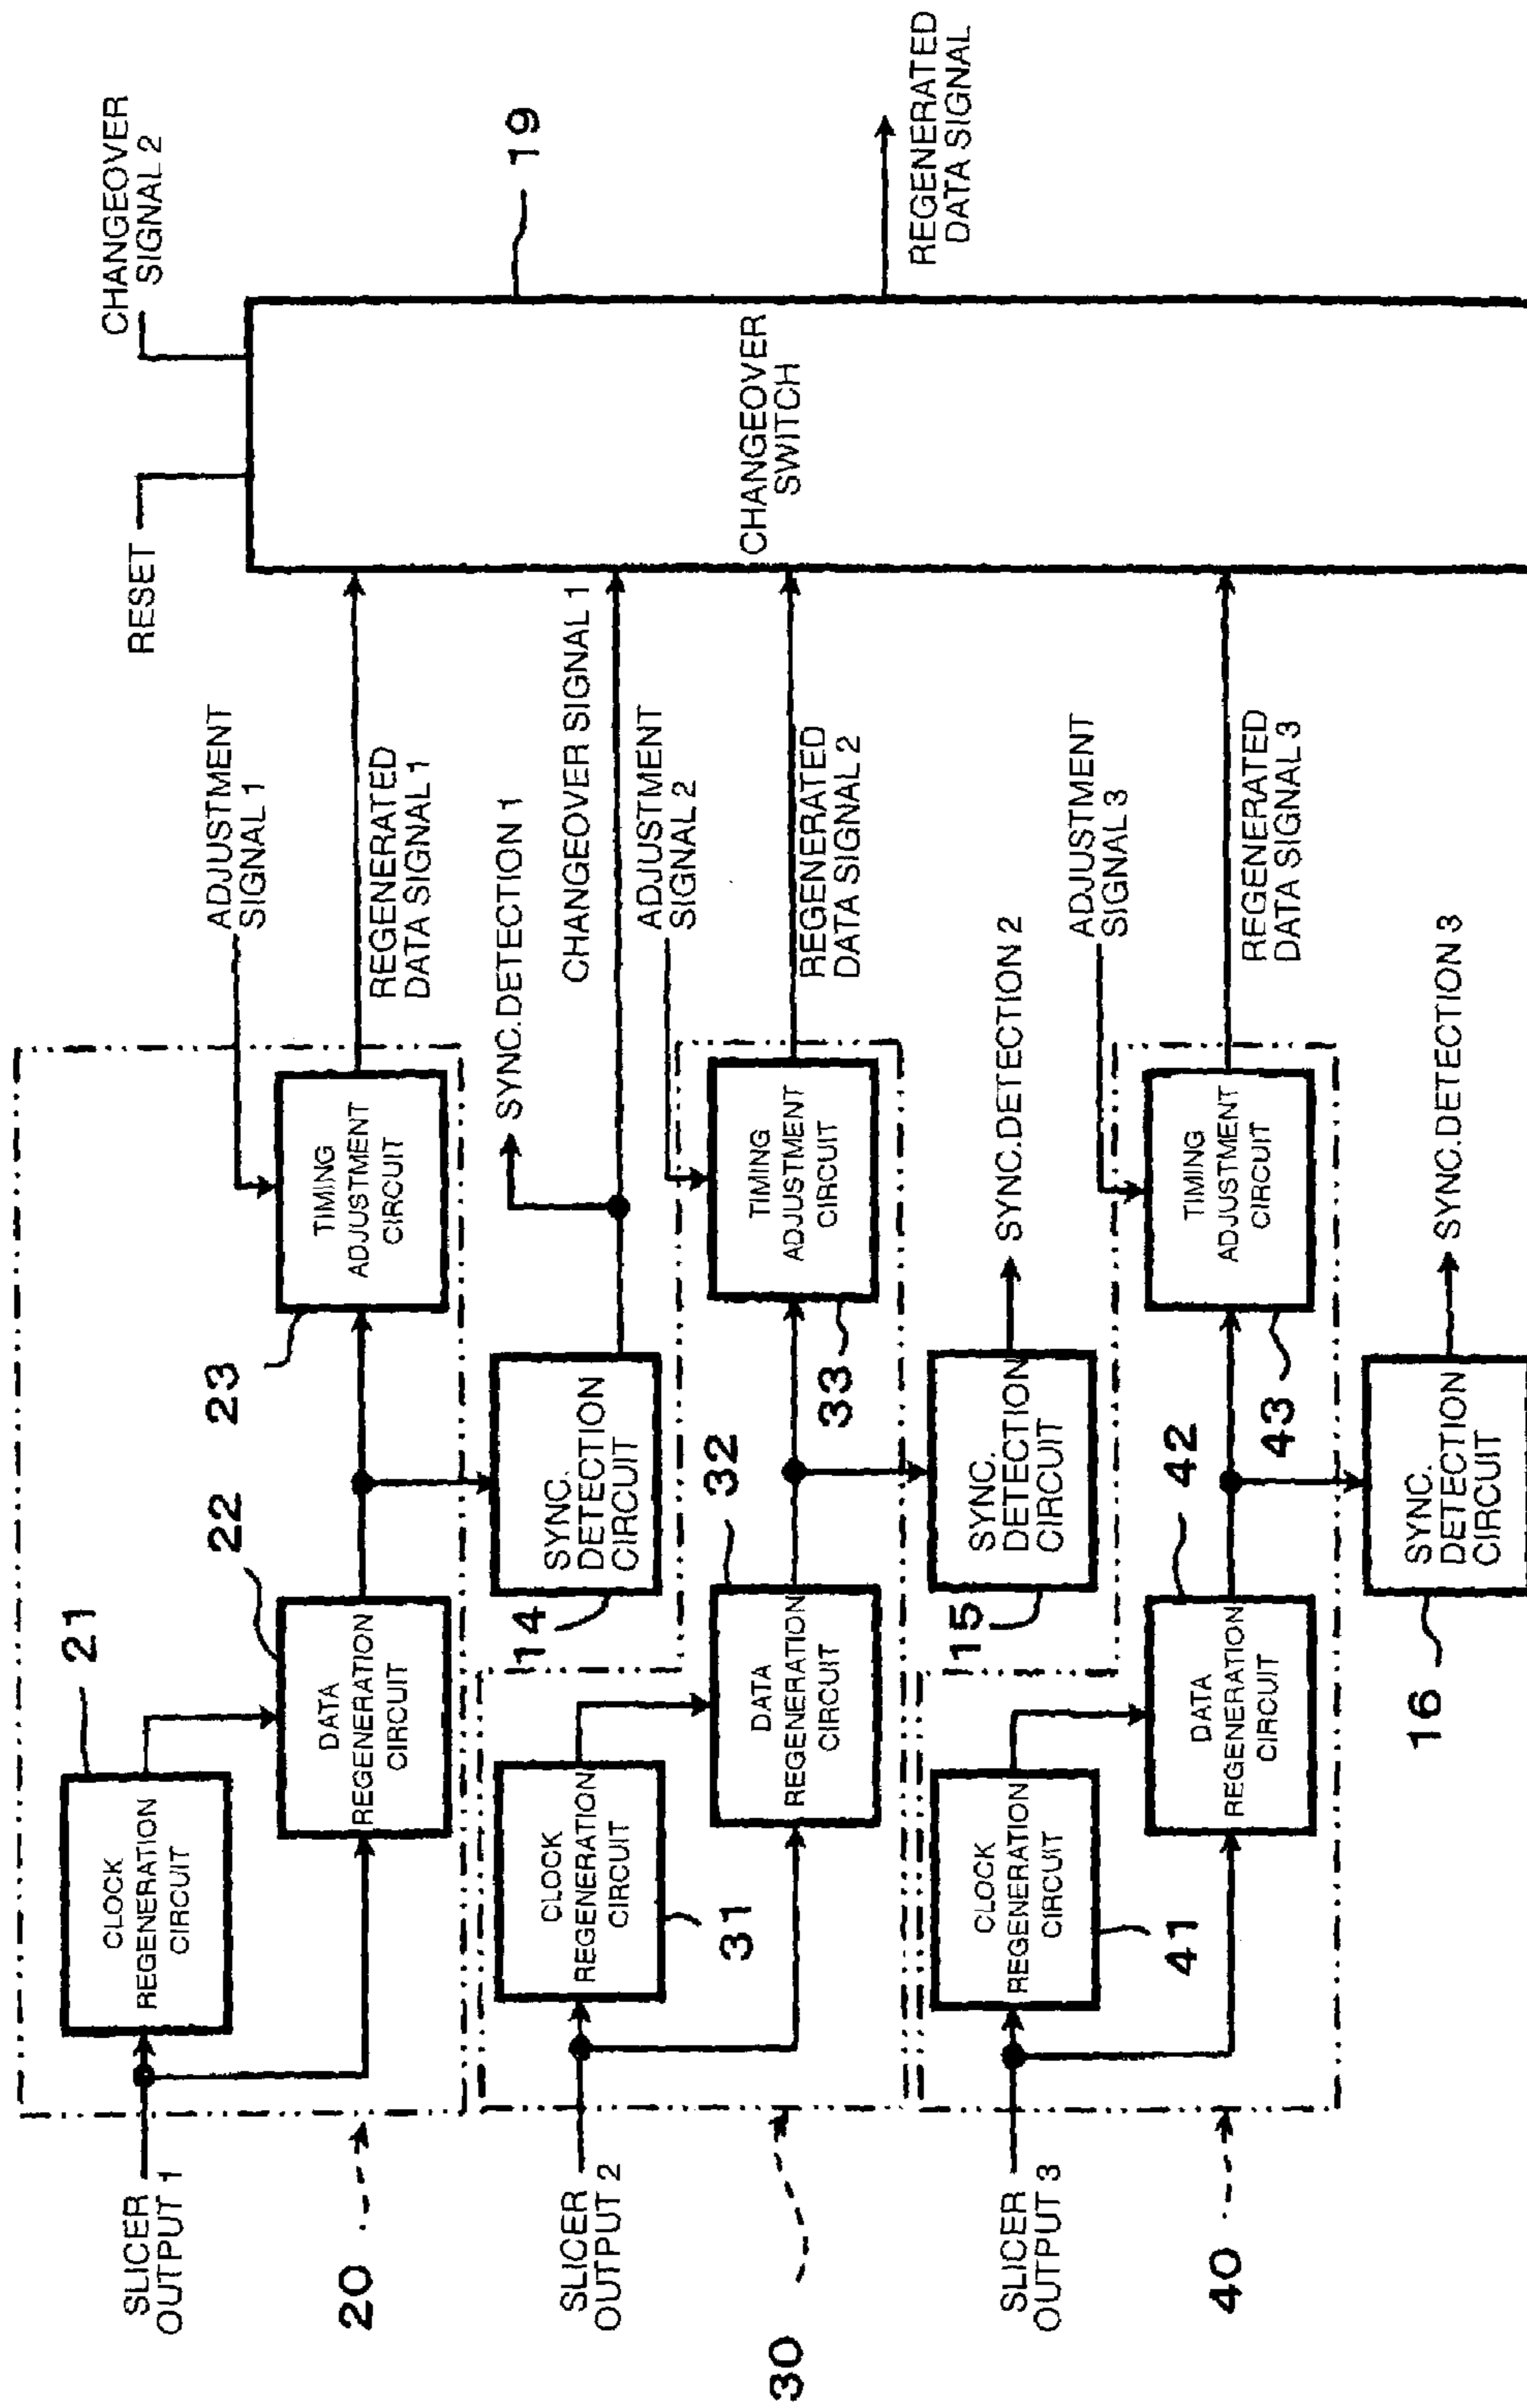 CHANGEOVER
SIGNAL 2
RESET
19
ADJUSTMENT
SIGNAL 1
21
CLOCK
REGENERATION
CIRCUIT
SLICER
OUTPUT 1
22
23
DATA
REGENERATION
CIRCUIT
TIMING
ADJUSTMENT
CIRCUIT
REGENERATED
DATA SIGNAL 1
20
SYNC.DETECTION 1
14
SYNC.
DETECTION
CIRCUIT
CHANGEOVER SIGNAL 1
ADJUSTMENT
SIGNAL 2
CLOCK
REGENERATION
CIRCUIT
31
SLICER
OUTPUT 2
32
DATA
REGENERATION
CIRCUIT
TIMING
ADJUSTMENT
CIRCUIT
33
REGENERATED
DATA SIGNAL 2
CHANGEOVER
SWITCH
REGENERATED
DATA SIGNAL
30
15
SYNC.
DETECTION
CIRCUIT
SYNC.DETECTION 2
ADJUSTMENT
SIGNAL 3
CLOCK
REGENERATION
CIRCUIT
41
SLICER
OUTPUT 3
42
DATA
REGENERATION
CIRCUIT
TIMING
ADJUSTMENT
CIRCUIT
43
REGENERATED
DATA SIGNAL 3
40
16
SYNC.
DETECTION
CIRCUIT
SYNC.DETECTION 3